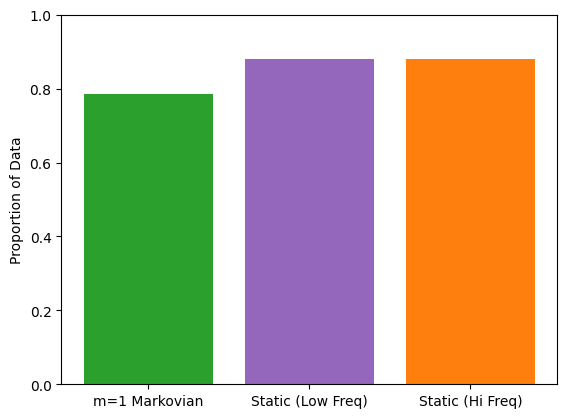 1.0
0.8
0.6
0.4
0.2
0.0
Proportion of Data
m=1 Markovian
Static (Low Freq)
Static (Hi Freq)